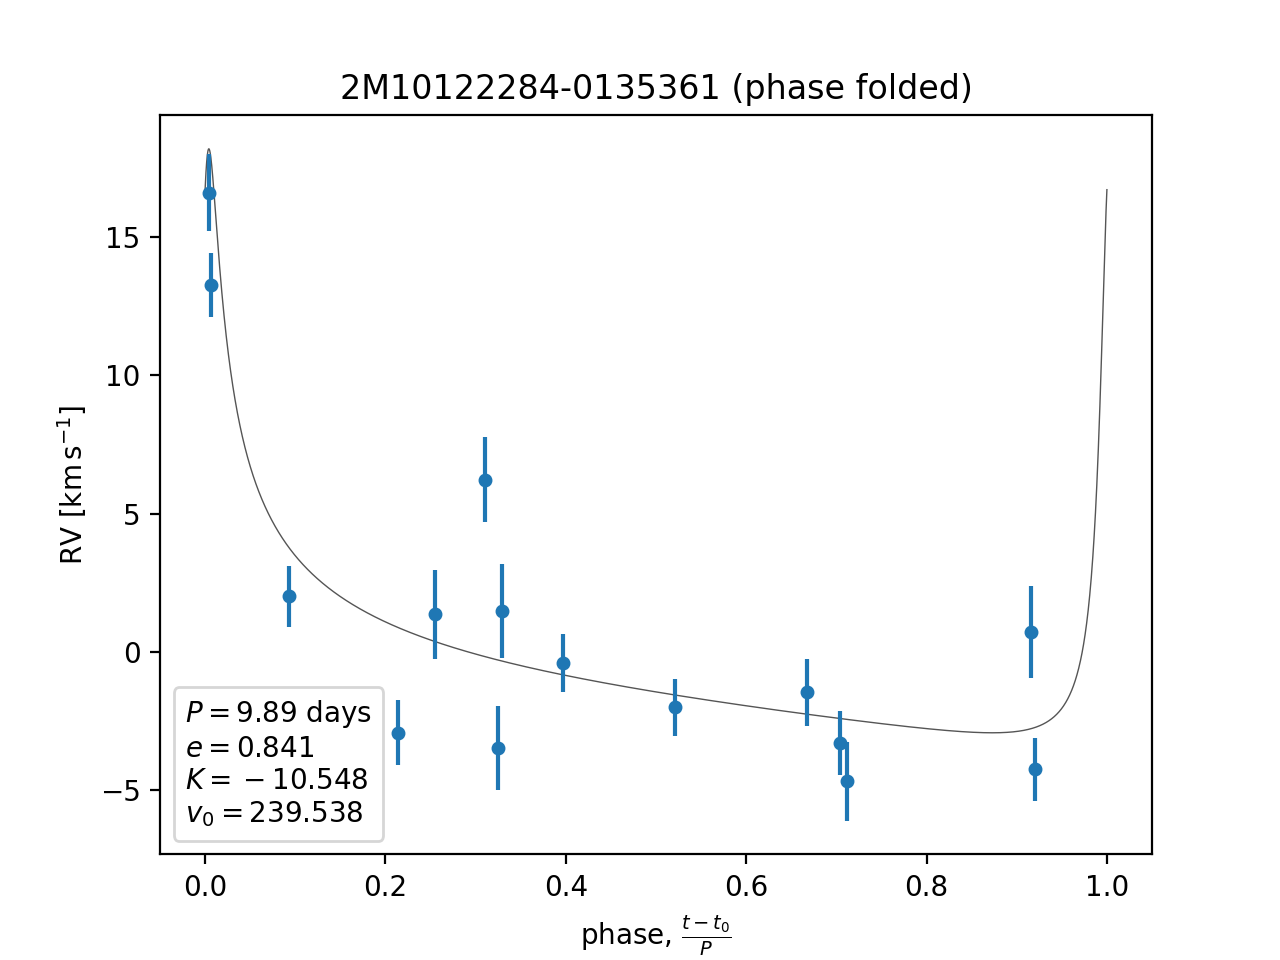 2M10122284-0135361 (phase folded)
RV [km s⁻¹]
15
10
5
0
−5
P = 9.89 days
e = 0.841
K = −10.548
v₀ = 239.538
0.0 0.2 0.4 0.6 0.8 1.0
phase, (t − t₀)/P